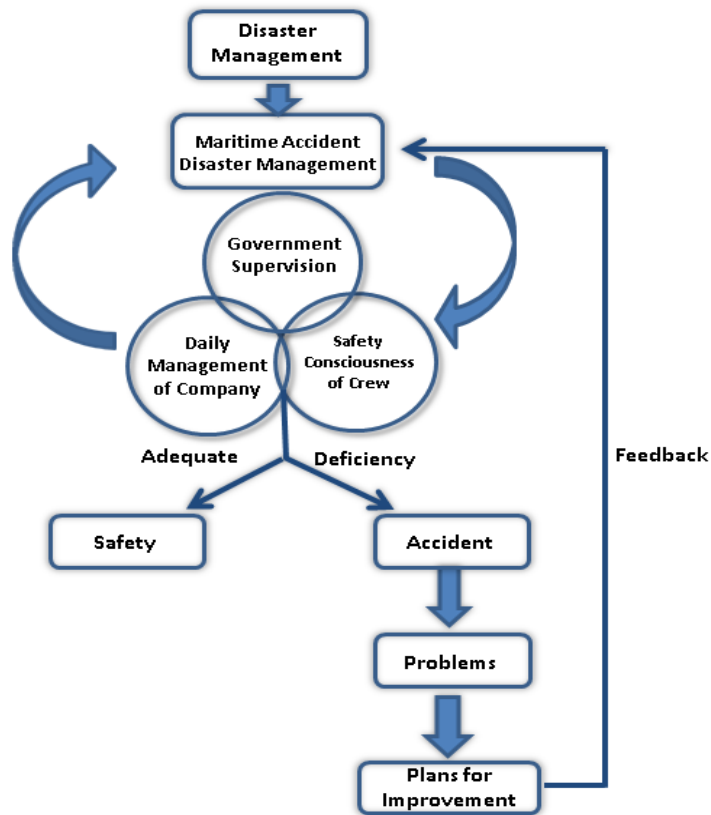 Disaster
Management
Maritime Accident
Disaster Management
Government
Supervision
Daily
Management
of Company
Safety
Consciousness
of Crew
Adequate
Deficiency
Feedback
Safety
Accident
Problems
Plans for
Improvement